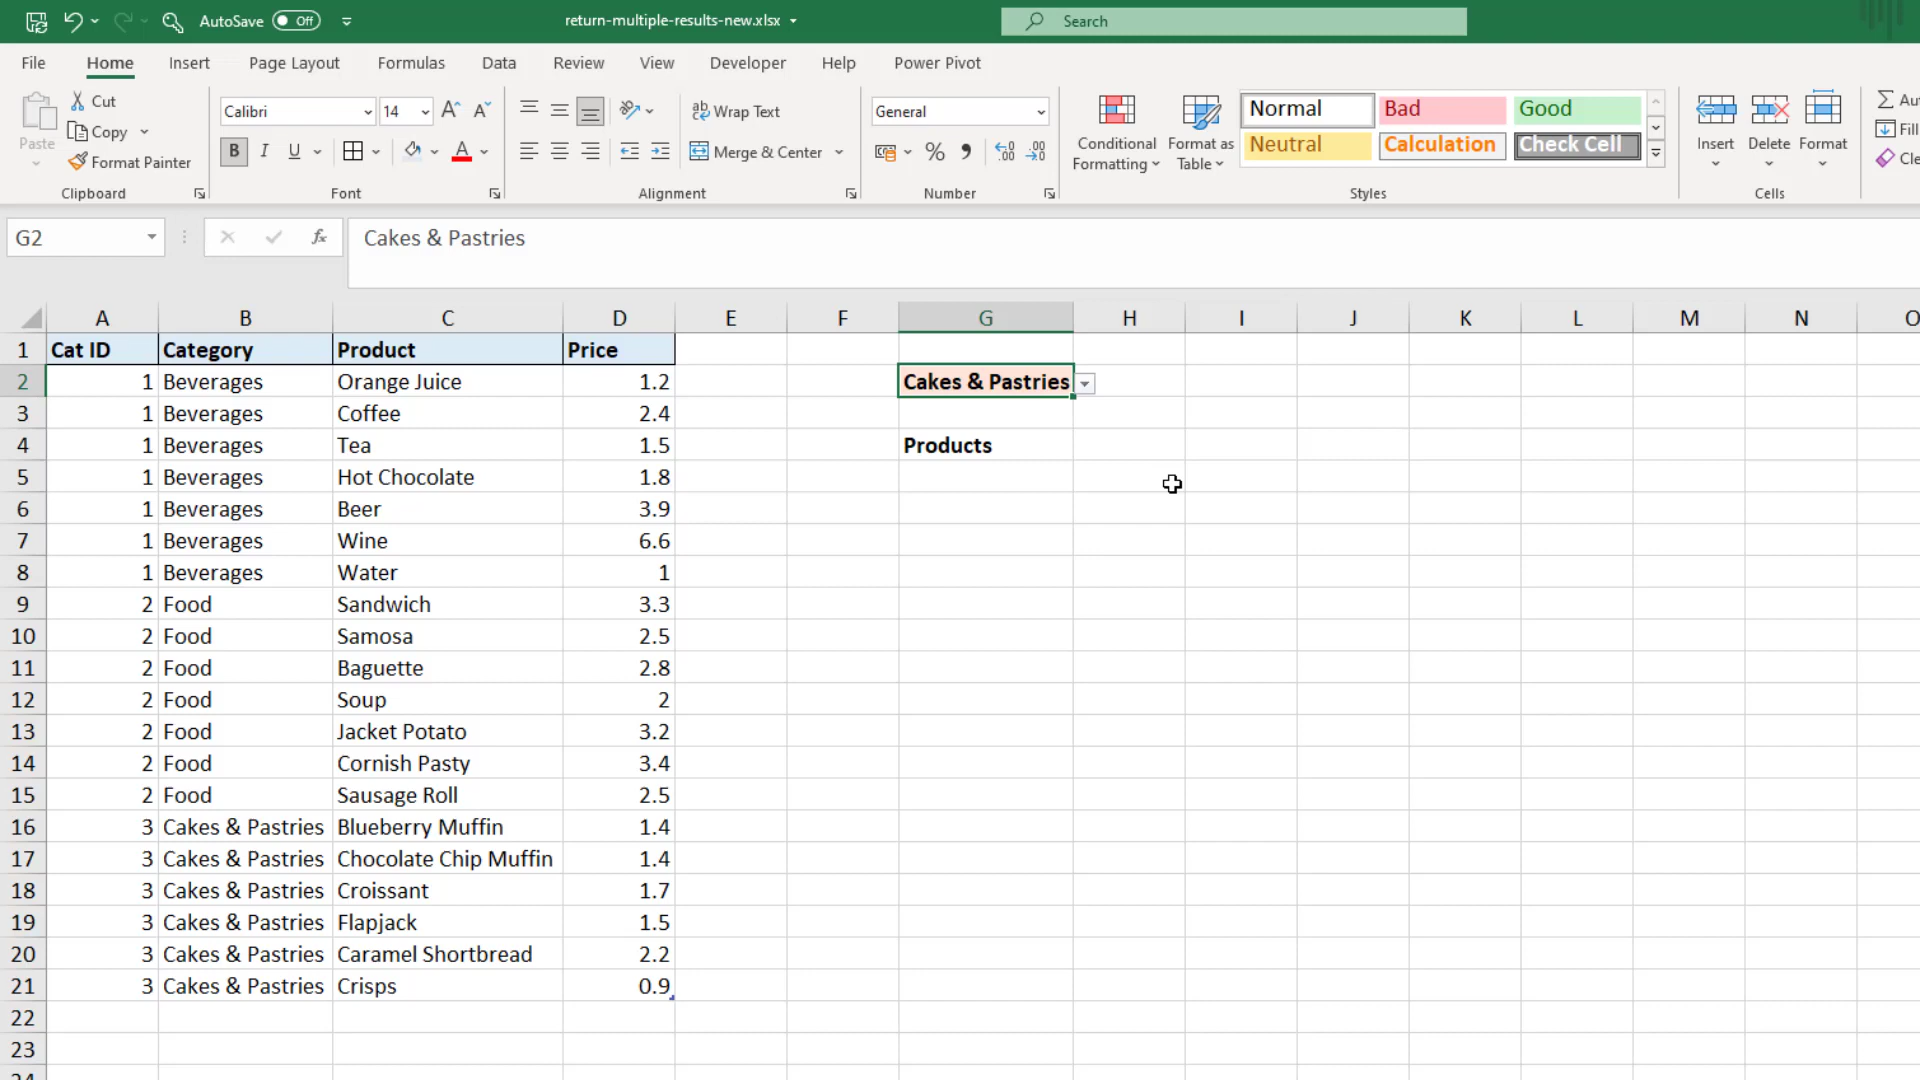 AutoSave Off return-multiple-results-new.xlsx Search
File Home Insert Page Layout Formulas Data Review View Developer Help Power Pivot
Paste Cut Copy Format Painter Clipboard
Calibri 14 B I U A Font
Wrap Text Merge & Center Alignment
General % Number
Conditional Formatting Format as Table
Normal Bad Good
Neutral Calculation Check Cell
Styles
Insert Delete Format
Cells
G2 fx Cakes & Pastries
A B C D E F G H I J K L M N O
1 Cat ID Category Product Price
2 1 Beverages Orange Juice 1.2 Cakes & Pastries
3 1 Beverages Coffee 2.4
4 1 Beverages Tea 1.5 Products
5 1 Beverages Hot Chocolate 1.8
6 1 Beverages Beer 3.9
7 1 Beverages Wine 6.6
8 1 Beverages Water 1
9 2 Food Sandwich 3.3
10 2 Food Samosa 2.5
11 2 Food Baguette 2.8
12 2 Food Soup 2
13 2 Food Jacket Potato 3.2
14 2 Food Cornish Pasty 3.4
15 2 Food Sausage Roll 2.5
16 3 Cakes & Pastries Blueberry Muffin 1.4
17 3 Cakes & Pastries Chocolate Chip Muffin 1.4
18 3 Cakes & Pastries Croissant 1.7
19 3 Cakes & Pastries Flapjack 1.5
20 3 Cakes & Pastries Caramel Shortbread 2.2
21 3 Cakes & Pastries Crisps 0.9
22
23